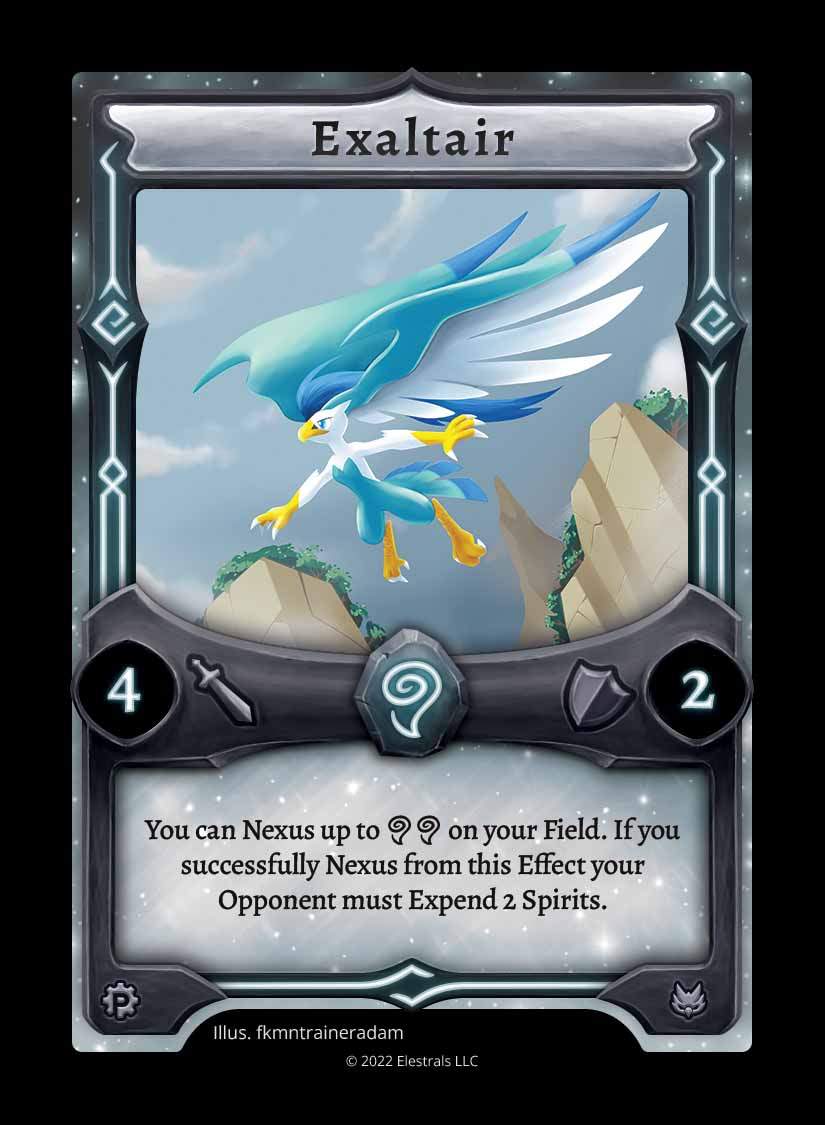 Exaltair
4
2
You can Nexus up to on your Field. If you
successfully Nexus from this Effect your
Opponent must Expend 2 Spirits.
P
Illus. fkmntraineradam
© 2022 Elestrals LLC